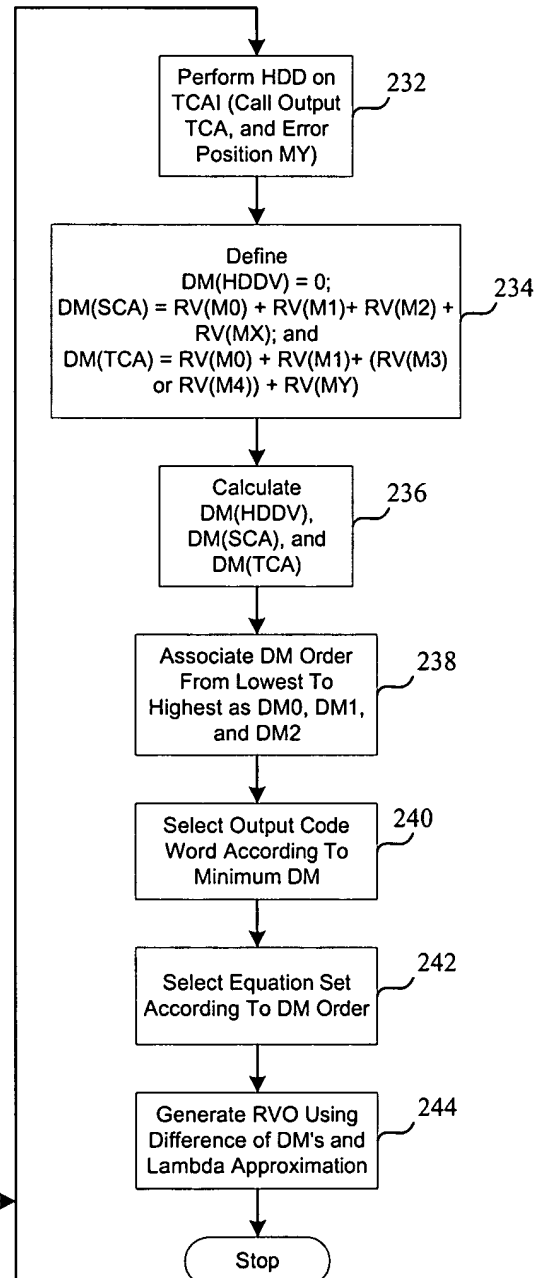 Perform HDD on
TCAI (Call Output
TCA, and Error
Position MY)
232
Define
DM(HDDV) = 0;
DM(SCA) = RV(M0) + RV(M1)+ RV(M2) +
RV(MX); and
DM(TCA) = RV(M0) + RV(M1)+ (RV(M3)
or RV(M4)) + RV(MY)
234
Calculate
DM(HDDV),
DM(SCA), and
DM(TCA)
236
Associate DM Order
From Lowest To
Highest as DM0, DM1,
and DM2
238
Select Output Code
Word According To
Minimum DM
240
Select Equation Set
According To DM Order
242
Generate RVO Using
Difference of DM's and
Lambda Approximation
244
Stop